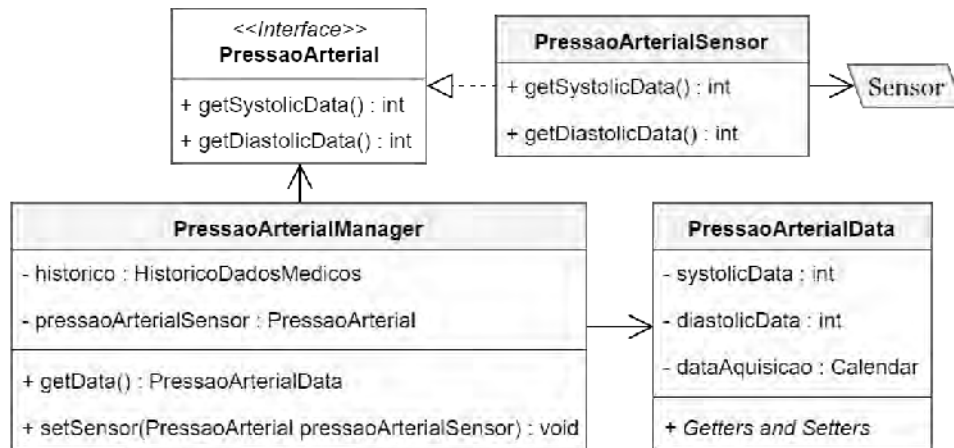 <<Interface>>
PressaoArterial
+ getSystolicData() : int
+ getDiastolicData() : int
PressaoArterialSensor
+ getSystolicData() : int
+ getDiastolicData() : int
Sensor
PressaoArterialManager
- historico : HistoricoDadosMedicos
- pressaoArterialSensor : PressaoArterial
+ getData() : PressaoArterialData
+ setSensor(PressaoArterial pressaoArterialSensor) : void
PressaoArterialData
- systolicData : int
- diastolicData : int
- dataAquisicao : Calendar
+ Getters and Setters